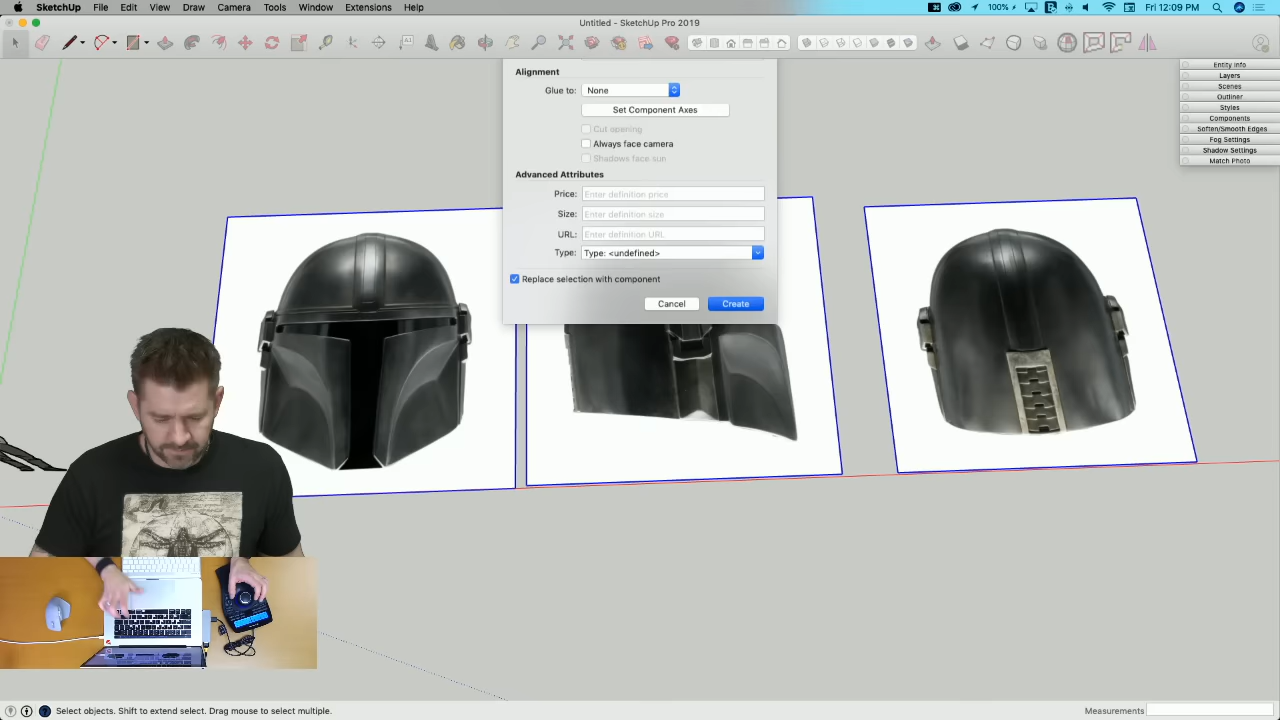 SketchUp File Edit View Draw Camera Tools Window Extensions Help
100% Fri 12:09 PM
Untitled - SketchUp Pro 2019
Entity Info
Layers
Scenes
Outliner
Styles
Components
Soften/Smooth Edges
Fog Settings
Shadow Settings
Match Photo
Alignment
Glue to: None
Set Component Axes
Cut opening
Always face camera
Shadows face sun
Advanced Attributes
Price: Enter definition price
Size: Enter definition size
URL: Enter definition URL
Type: Type: <undefined>
Replace selection with component
Cancel Create
Select objects. Shift to extend select. Drag mouse to select multiple.
Measurements